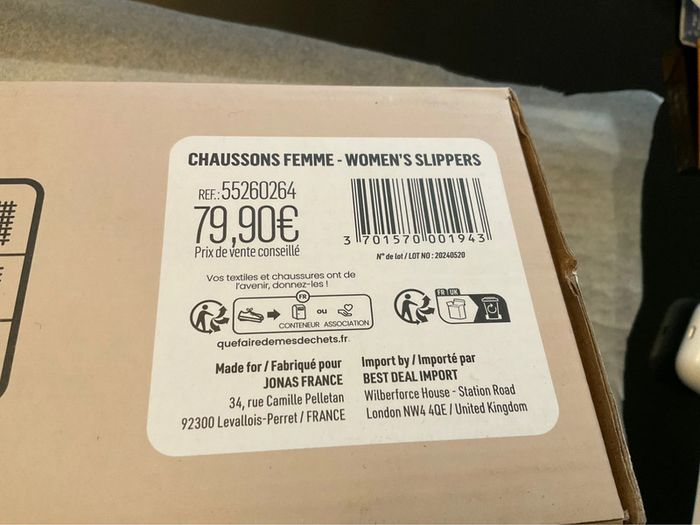 CHAUSSONS FEMME - WOMEN'S SLIPPERS
REF.: 55260264
79,90€
Prix de vente conseillé
3 701570 001943
N° de lot / LOT NO : 20240520
Vos textiles et chaussures ont de
l'avenir, donnez-les !
FR
OU
CONTENEUR ASSOCIATION
quefairedemesdechets.fr
FR UK
Made for / Fabriqué pour
JONAS FRANCE
34, rue Camille Pelletan
92300 Levallois-Perret / FRANCE
Import by / Importé par
BEST DEAL IMPORT
Wilberforce House - Station Road
London NW4 4QE / United Kingdom